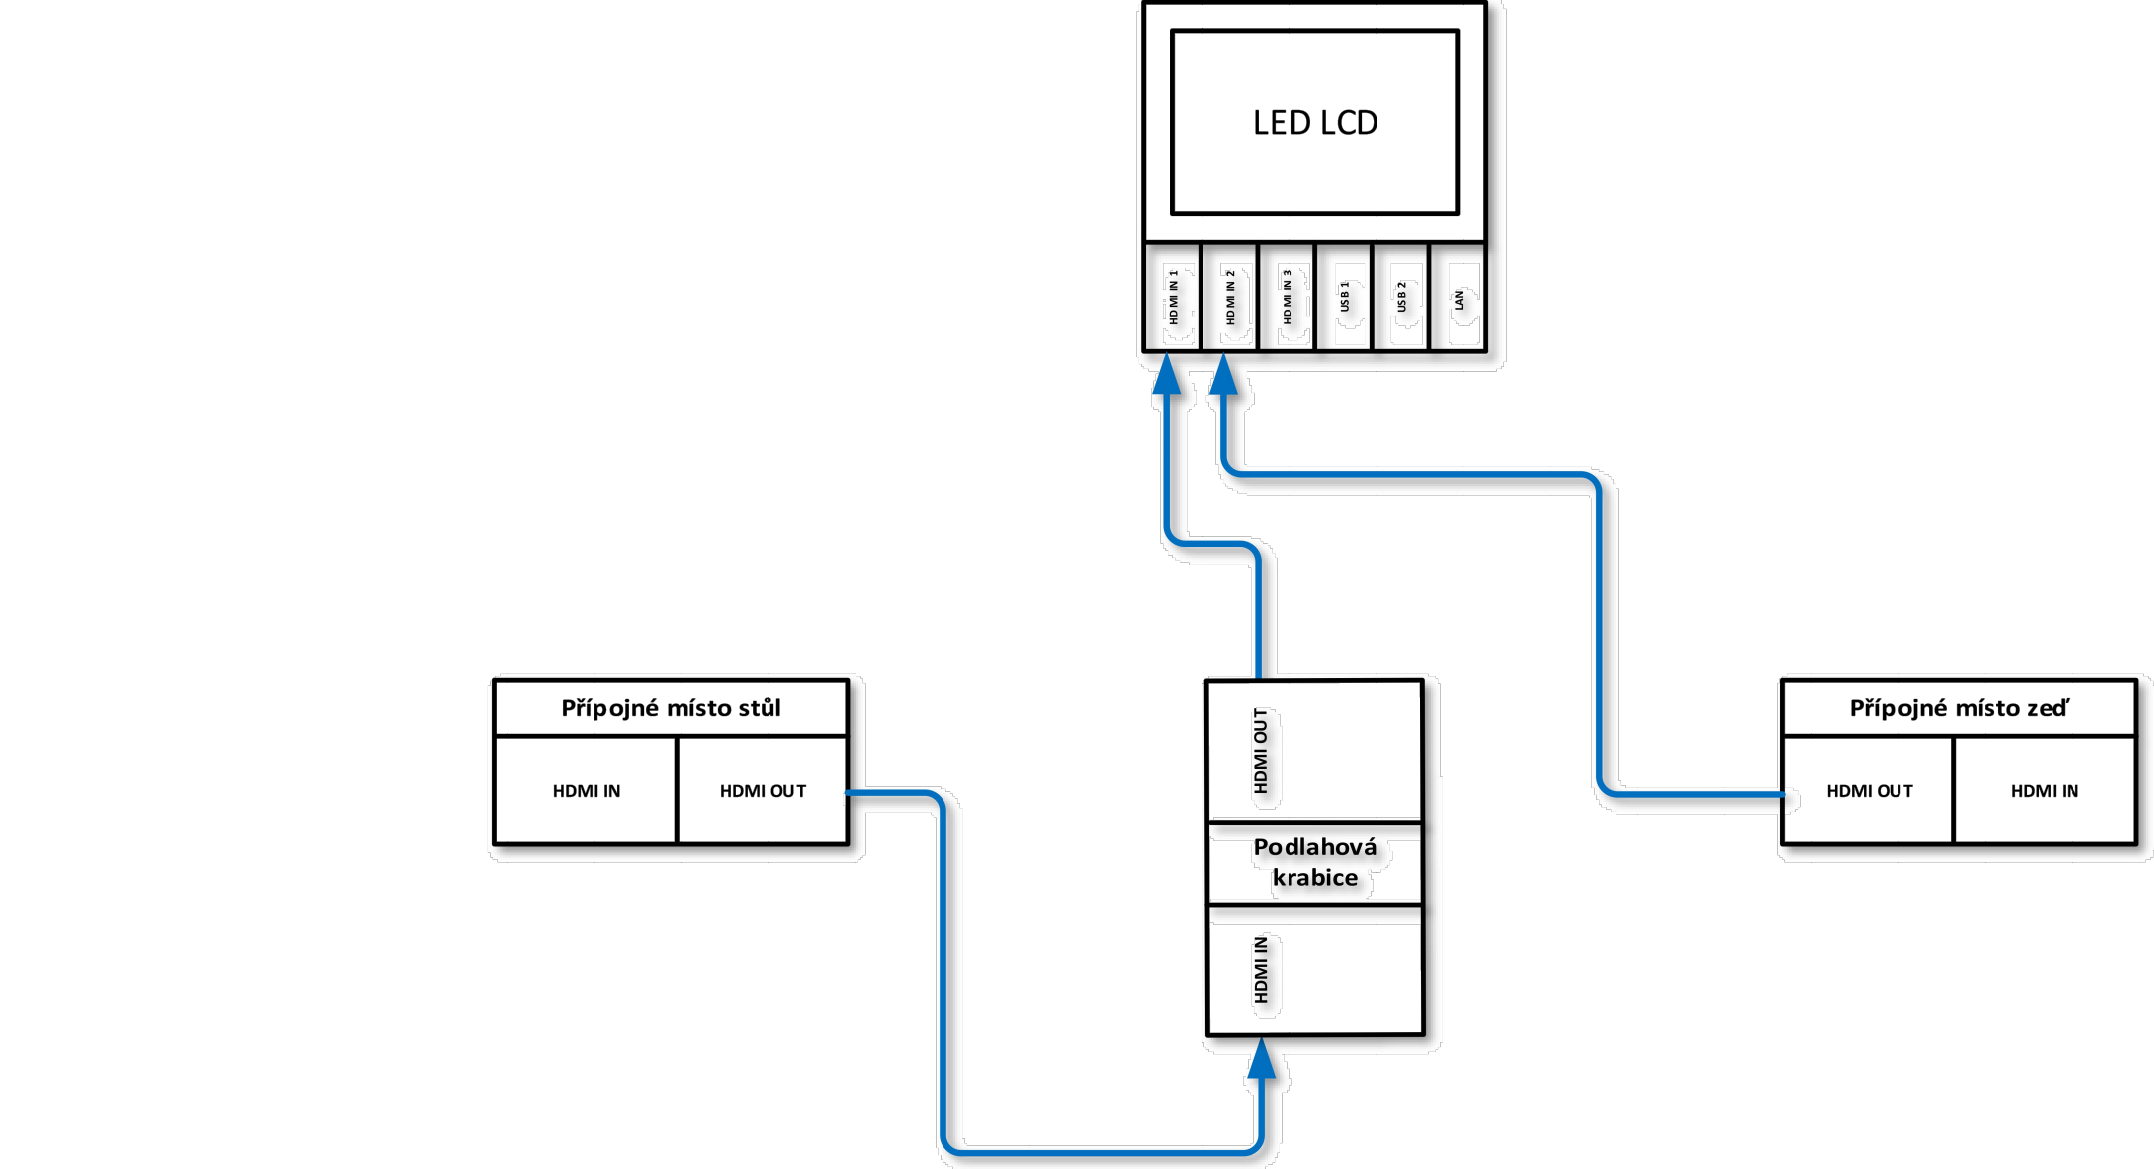 LED LCD
HDMI IN 1
HDMI IN 2
HDMI IN 3
USB 1
USB 2
LAN
Přípojné místo stůl
HDMI IN
HDMI OUT
HDMI OUT
Podlahová
krabice
HDMI IN
Přípojné místo zeď
HDMI OUT
HDMI IN